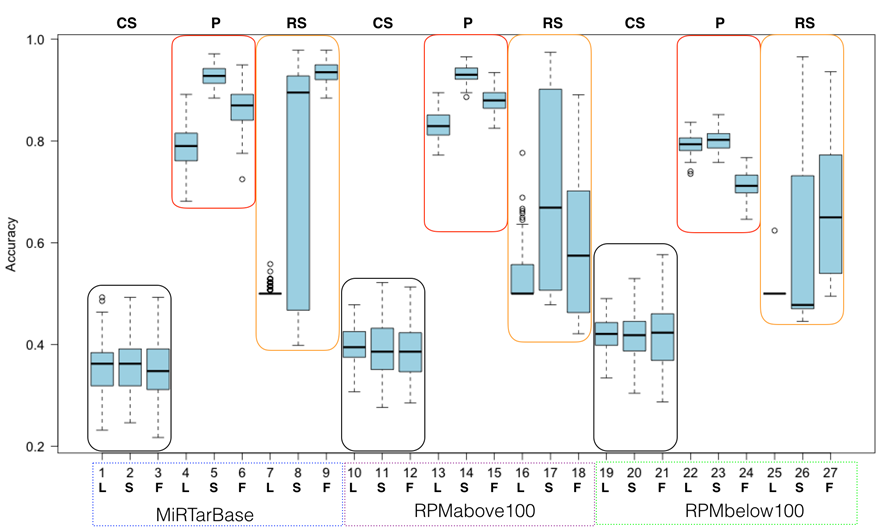 CS P RS CS P RS CS P RS
1.0
0.8
0.6
0.4
0.2
Accuracy
1 2 3 4 5 6 7 8 9 10 11 12 13 14 15 16 17 18 19 20 21 22 23 24 25 26 27
L S F L S F L S F L S F L S F L S F L S F L S F L S F
MiRTarBase RPMabove100 RPMbelow100